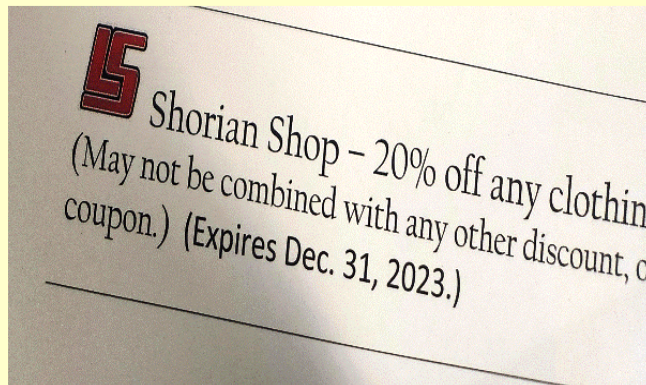 LS
Shorian Shop – 20% off any
(May not be combined with any other discount,
coupon.) (Expires Dec. 31, 2023.)